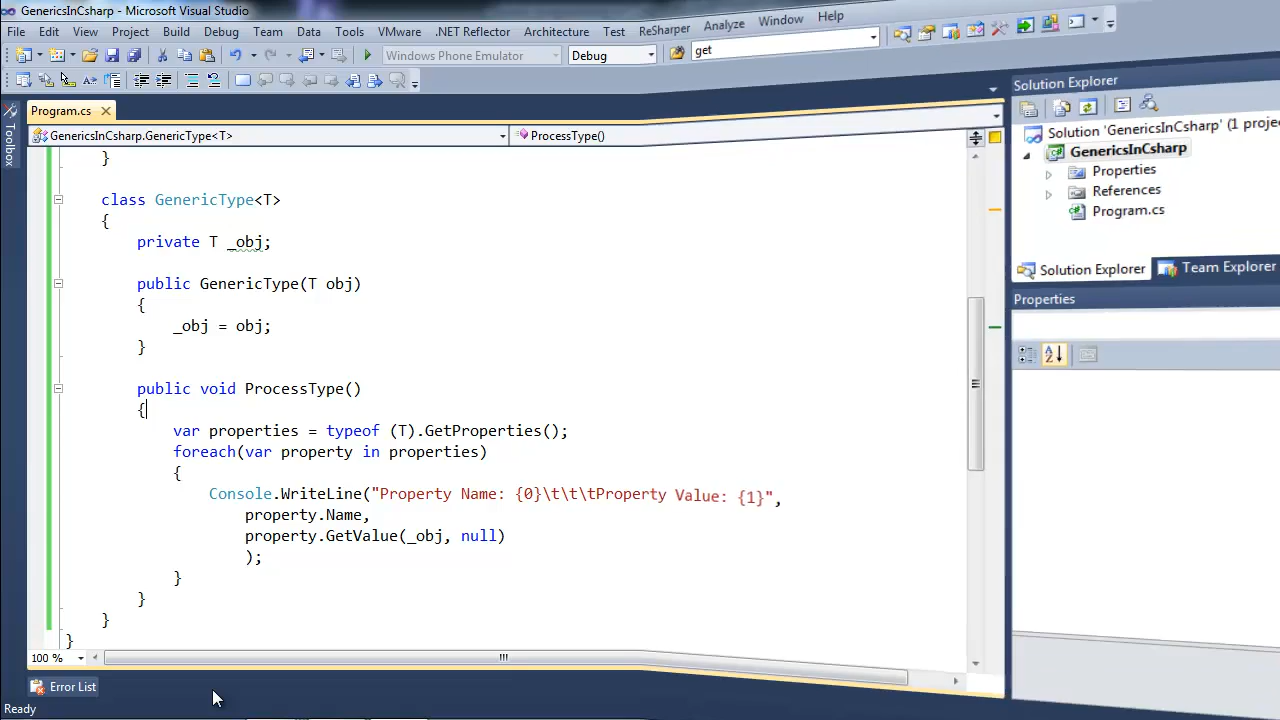 GenericsInCsharp - Microsoft Visual Studio
File Edit View Project Build Debug Team Data Tools VMware .NET Reflector Architecture Test ReSharper Analyze Window Help
Windows Phone Emulator Debug get
Toolbox
Program.cs
GenericsInCsharp.GenericType<T> ProcessType()
}
class GenericType<T>
{
private T _obj;
public GenericType(T obj)
{
_obj = obj;
}
public void ProcessType()
{
var properties = typeof (T).GetProperties();
foreach(var property in properties)
{
Console.WriteLine("Property Name: {0}\t\t\tProperty Value: {1}",
property.Name,
property.GetValue(_obj, null)
);
}
}
}
}
100 %
Error List
Ready
Solution Explorer
Solution 'GenericsInCsharp' (1 proje
GenericsInCsharp
Properties
References
Program.cs
Solution Explorer Team Explorer
Properties